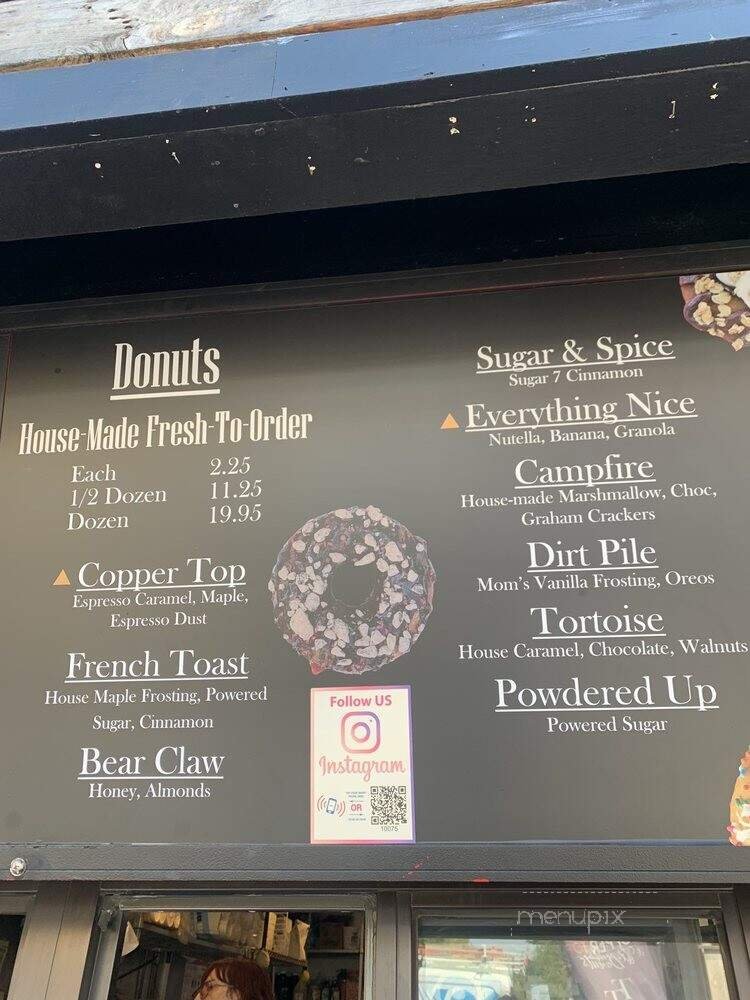 Donuts
House-Made Fresh-To-Order
Each 2.25
1/2 Dozen 11.25
Dozen 19.95
Copper Top
Espresso Caramel, Maple,
Espresso Dust
French Toast
House Maple Frosting, Powered
Sugar, Cinnamon
Bear Claw
Honey, Almonds
Follow US
Instagram
OR
10075
Sugar & Spice
Sugar 7 Cinnamon
Everything Nice
Nutella, Banana, Granola
Campfire
House-made Marshmallow, Choc,
Graham Crackers
Dirt Pile
Mom's Vanilla Frosting, Oreos
Tortoise
House Caramel, Chocolate, Walnuts
Powdered Up
Powered Sugar
menupix